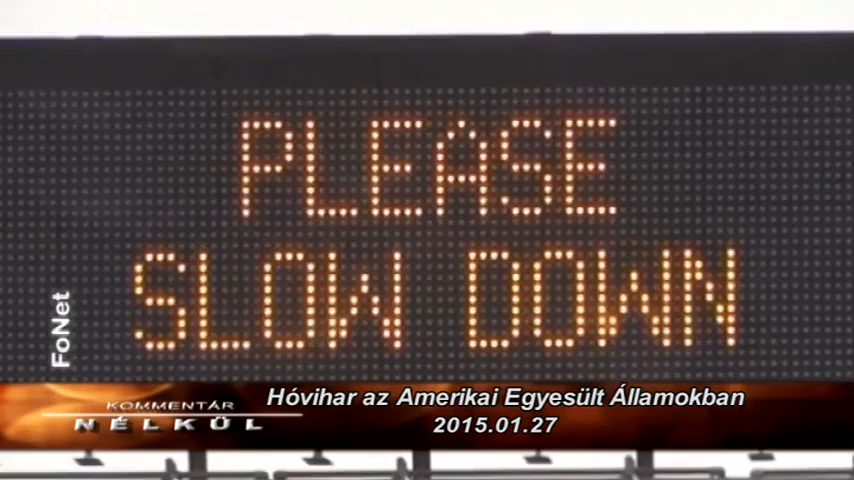 PLEASE
SLOW DOWN
FoNet
KOMMENTÁR
NÉLKÜL
Hóvihar az Amerikai Egyesült Államokban
2015.01.27